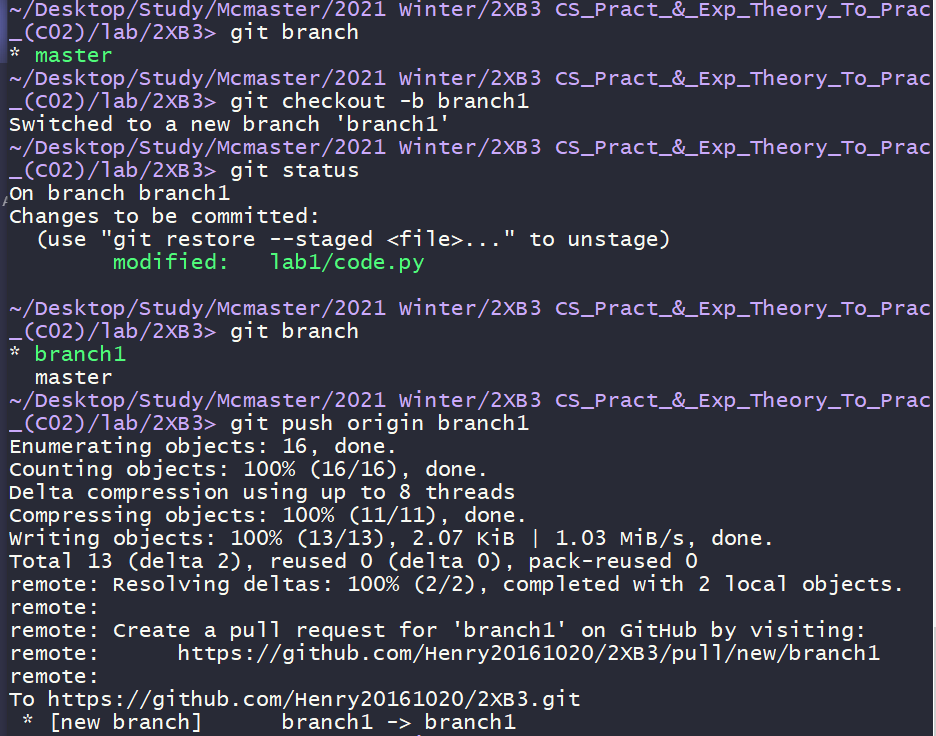 ~/Desktop/Study/Mcmaster/2021 Winter/2XB3 CS_Pract_&_Exp_Theory_To_Prac
_(C02)/lab/2XB3> git branch
* master
~/Desktop/Study/Mcmaster/2021 Winter/2XB3 CS_Pract_&_Exp_Theory_To_Prac
_(C02)/lab/2XB3> git checkout -b branch1
Switched to a new branch 'branch1'
~/Desktop/Study/Mcmaster/2021 Winter/2XB3 CS_Pract_&_Exp_Theory_To_Prac
_(C02)/lab/2XB3> git status
On branch branch1
Changes to be committed:
  (use "git restore --staged <file>..." to unstage)
        modified:   lab1/code.py

~/Desktop/Study/Mcmaster/2021 Winter/2XB3 CS_Pract_&_Exp_Theory_To_Prac
_(C02)/lab/2XB3> git branch
* branch1
  master
~/Desktop/Study/Mcmaster/2021 Winter/2XB3 CS_Pract_&_Exp_Theory_To_Prac
_(C02)/lab/2XB3> git push origin branch1
Enumerating objects: 16, done.
Counting objects: 100% (16/16), done.
Delta compression using up to 8 threads
Compressing objects: 100% (11/11), done.
Writing objects: 100% (13/13), 2.07 KiB | 1.03 MiB/s, done.
Total 13 (delta 2), reused 0 (delta 0), pack-reused 0
remote: Resolving deltas: 100% (2/2), completed with 2 local objects.
remote:
remote: Create a pull request for 'branch1' on GitHub by visiting:
remote:      https://github.com/Henry20161020/2XB3/pull/new/branch1
remote:
To https://github.com/Henry20161020/2XB3.git
 * [new branch]      branch1 -> branch1